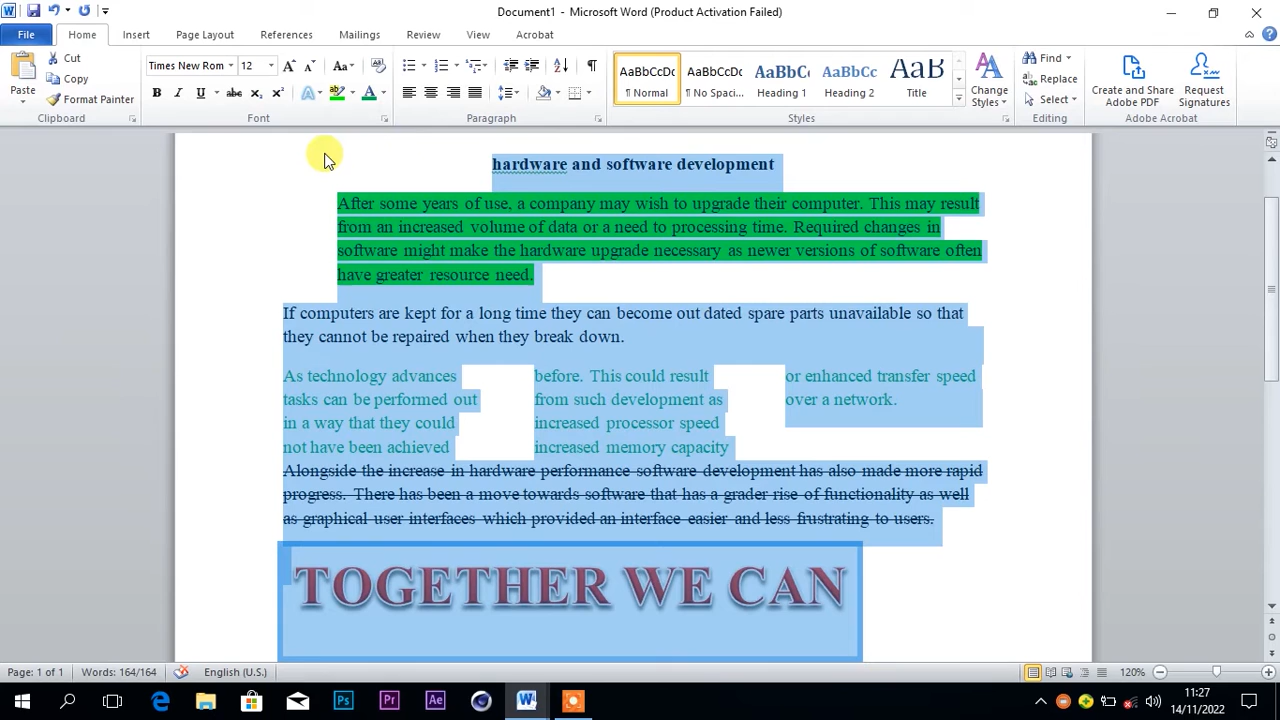 Document1 - Microsoft Word (Product Activation Failed)
File Home Insert Page Layout References Mailings Review View Acrobat
Paste
Cut
Copy
Format Painter
Clipboard
Times New Rom 12
Font
Paragraph
AaBbCcDc AaBbCcDc AaBbCc AaBbCc AaB
¶ Normal ¶ No Spaci... Heading 1 Heading 2 Title
Change Styles
Styles
Find
Replace
Select
Editing
Create and Share Adobe PDF
Request Signatures
Adobe Acrobat
hardware and software development
After some years of use, a company may wish to upgrade their computer. This may result
from an increased volume of data or a need to processing time. Required changes in
software might make the hardware upgrade necessary as newer versions of software often
have greater resource need.
If computers are kept for a long time they can become out dated spare parts unavailable so that
they cannot be repaired when they break down.
As technology advances
tasks can be performed out
in a way that they could
not have been achieved
before. This could result
from such development as
increased processor speed
increased memory capacity
or enhanced transfer speed
over a network.
Alongside the increase in hardware performance software development has also made more rapid
progress. There has been a move towards software that has a grader rise of functionality as well
as graphical user interfaces which provided an interface easier and less frustrating to users.
TOGETHER WE CAN
Page: 1 of 1 Words: 164/164 English (U.S.) 120%
Ps Pr Ae W
11:27
14/11/2022